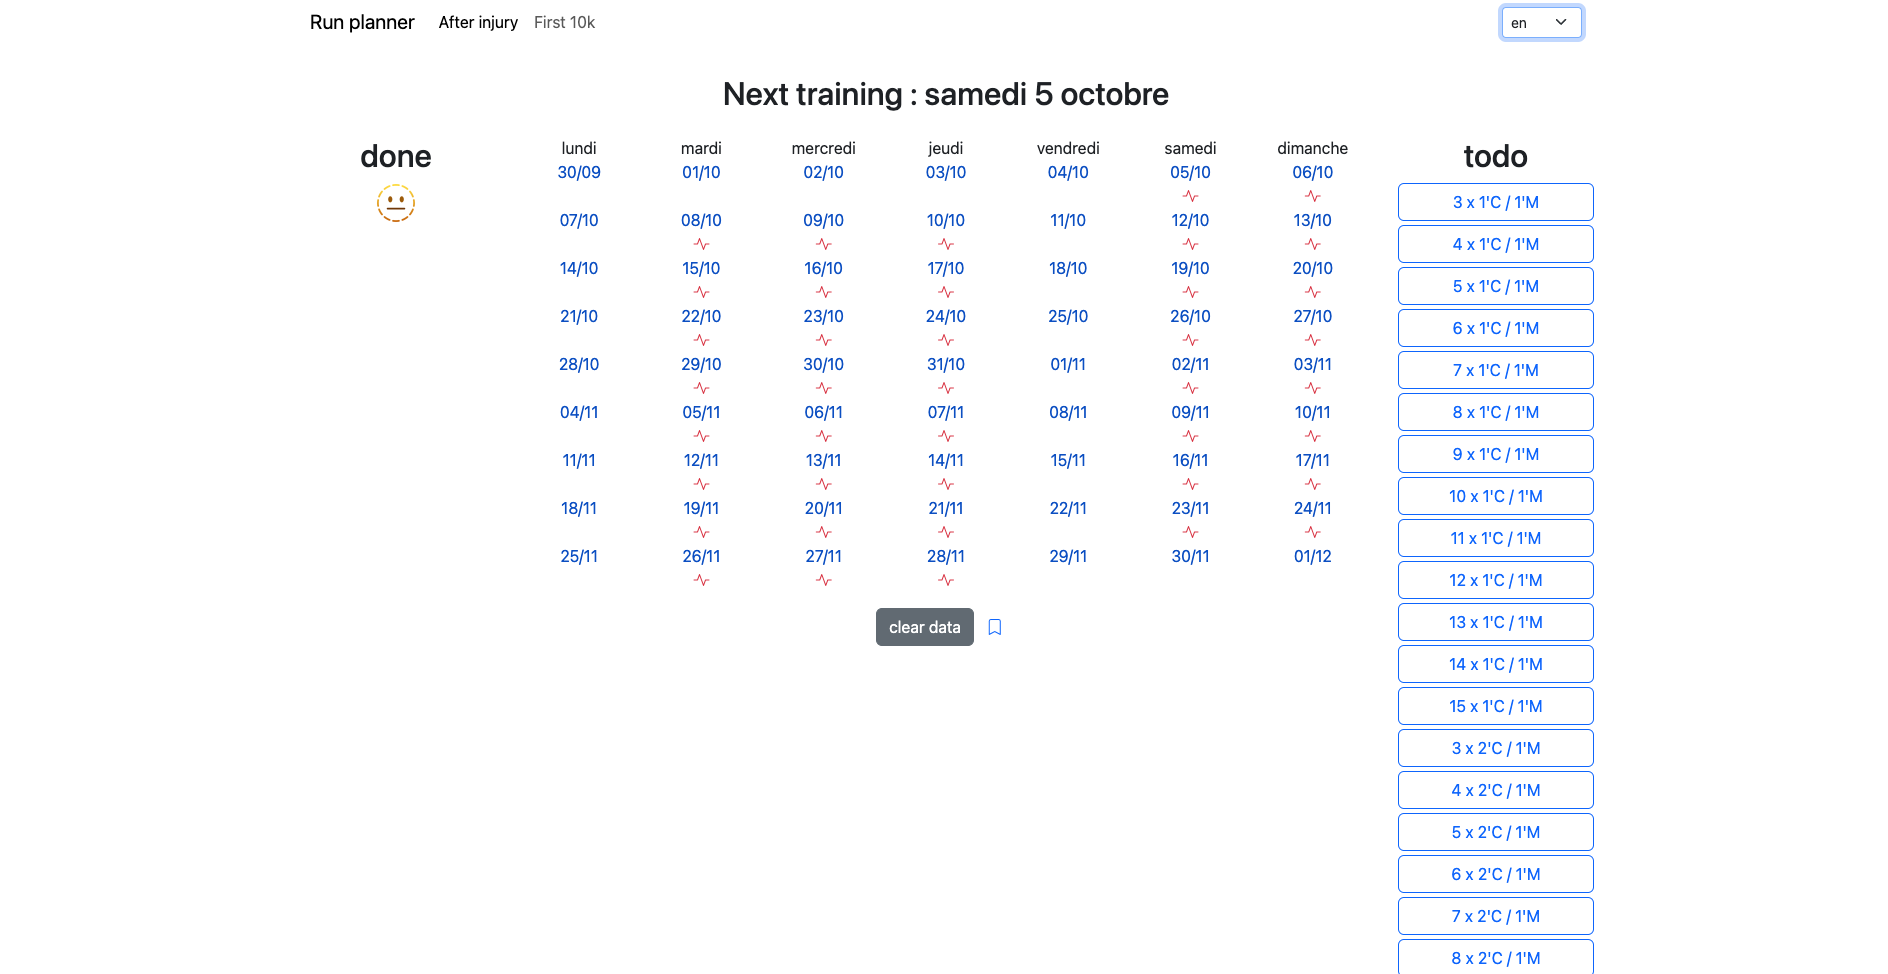 Run planner After injury First 10k en
Next training : samedi 5 octobre
done
lundi mardi mercredi jeudi vendredi samedi dimanche
30/09 01/10 02/10 03/10 04/10 05/10 06/10
07/10 08/10 09/10 10/10 11/10 12/10 13/10
14/10 15/10 16/10 17/10 18/10 19/10 20/10
21/10 22/10 23/10 24/10 25/10 26/10 27/10
28/10 29/10 30/10 31/10 01/11 02/11 03/11
04/11 05/11 06/11 07/11 08/11 09/11 10/11
11/11 12/11 13/11 14/11 15/11 16/11 17/11
18/11 19/11 20/11 21/11 22/11 23/11 24/11
25/11 26/11 27/11 28/11 29/11 30/11 01/12
clear data
todo
3 x 1'C / 1'M
4 x 1'C / 1'M
5 x 1'C / 1'M
6 x 1'C / 1'M
7 x 1'C / 1'M
8 x 1'C / 1'M
9 x 1'C / 1'M
10 x 1'C / 1'M
11 x 1'C / 1'M
12 x 1'C / 1'M
13 x 1'C / 1'M
14 x 1'C / 1'M
15 x 1'C / 1'M
3 x 2'C / 1'M
4 x 2'C / 1'M
5 x 2'C / 1'M
6 x 2'C / 1'M
7 x 2'C / 1'M
8 x 2'C / 1'M